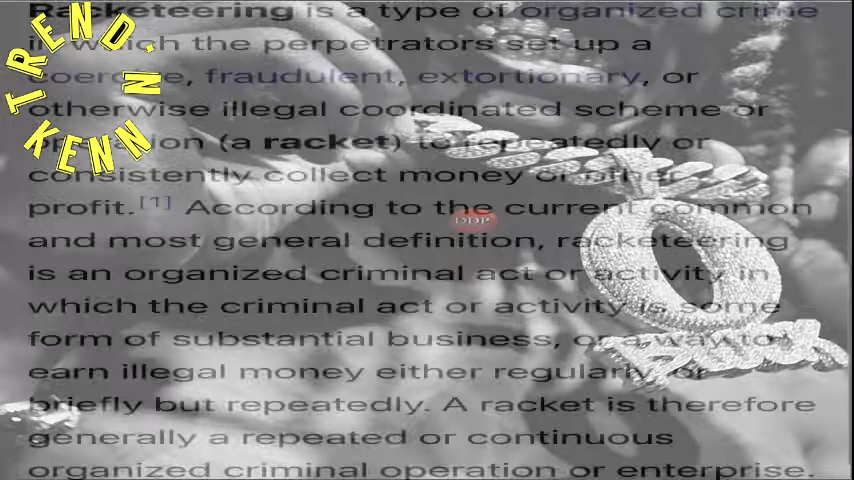 TREND'N
KENN
Racketeering is a type of organized crime
in which the perpetrators set up a
coercive, fraudulent, extortionary, or
otherwise illegal coordinated scheme or
operation (a racket) to repeatedly or
consistently collect money or other
profit.[1] According to the current common
and most general definition, racketeering
is an organized criminal act or activity in
which the criminal act or activity is some
form of substantial business, or a way to
earn illegal money either regularly or
briefly but repeatedly. A racket is therefore
generally a repeated or continuous
organized criminal operation or enterprise.